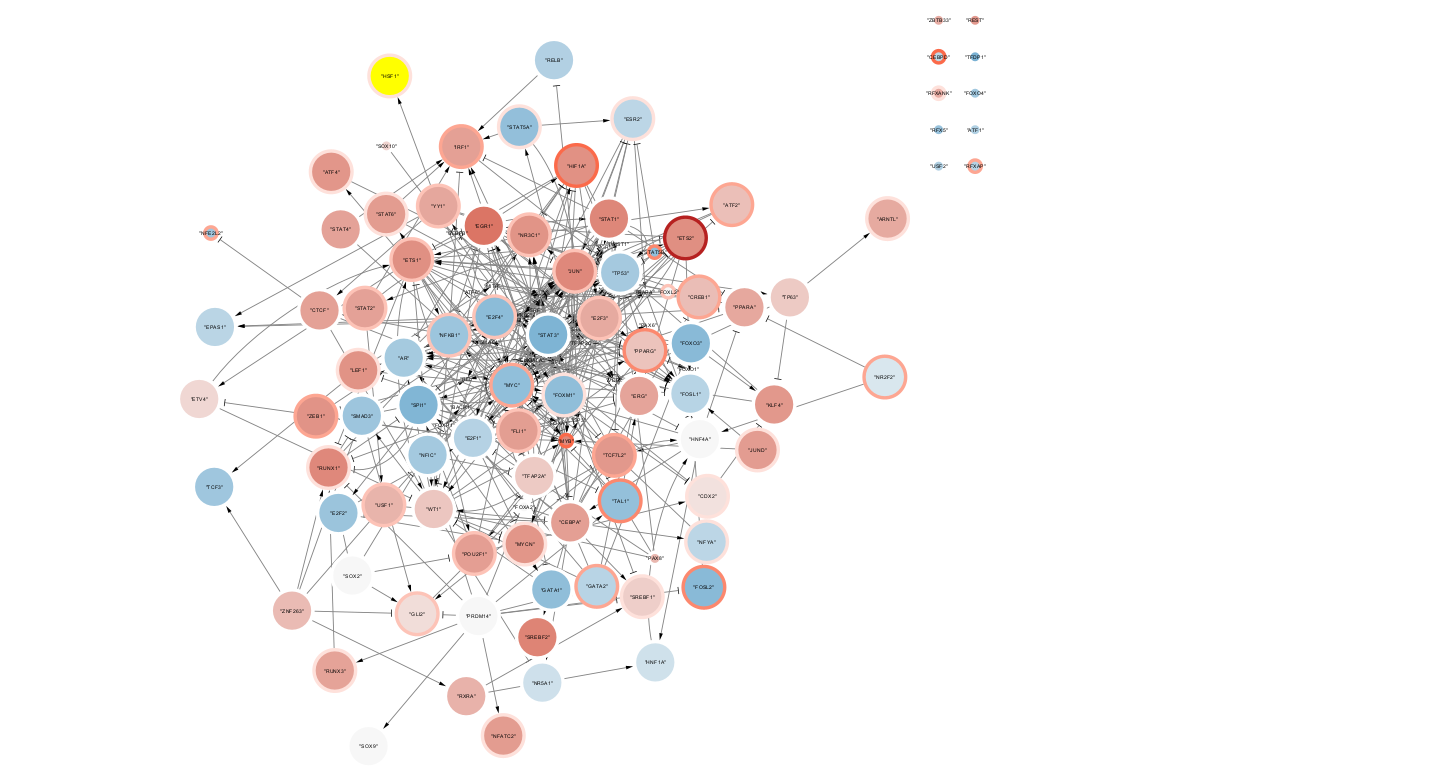 "ZBTB33"
"REST"
"RELB"
"CEBPD"
"TFDP1"
"HSF1"
"RFXANK"
"FOXO4"
"ESR2"
"STAT5A"
"RFX5"
"ATF1"
"SOX10"
"IRF1"
"HIF1A"
"USF2"
"RFXAP"
"ATF4"
"ATF2"
"YY1"
"STAT6"
"STAT1"
"ARNTL"
"EGR1"
"STAT4"
"NFE2L2"
"NR3C1"
"ETS2"
"ETS1"
"JUN"
"TP53"
"CREB1"
"TP63"
"PPARA"
"STAT2"
"CTCF"
"E2F4"
"E2F3"
"EPAS1"
"NFKB1"
"STAT3"
"FOXO3"
"PPARG"
"AR"
"LEF1"
"NR2F2"
"MYC"
"FOSL1"
"FOXM1"
"ERG"
"ETV4"
"SPI1"
"KLF4"
"ZEB1"
"SMAD3"
"FLI1"
"E2F1"
"MYB"
"HNF4A"
"JUND"
"NFIC"
"TCF7L2"
"RUNX1"
"TFAP2A"
"TCF3"
"COX2"
"TAL1"
"USF1"
"FOXA2"
"WT1"
"E2F2"
"CEBPA"
"NFYA"
"MYCN"
"POU2F1"
"PAX8"
"SOX2"
"GATA2"
"FOSL2"
"GATA1"
"SREBF1"
"ZNF263"
"GLI2"
"PRDM14"
"SREBF2"
"HNF1A"
"RUNX3"
"NR5A1"
"RXRA"
"NFATC2"
"SOX9"